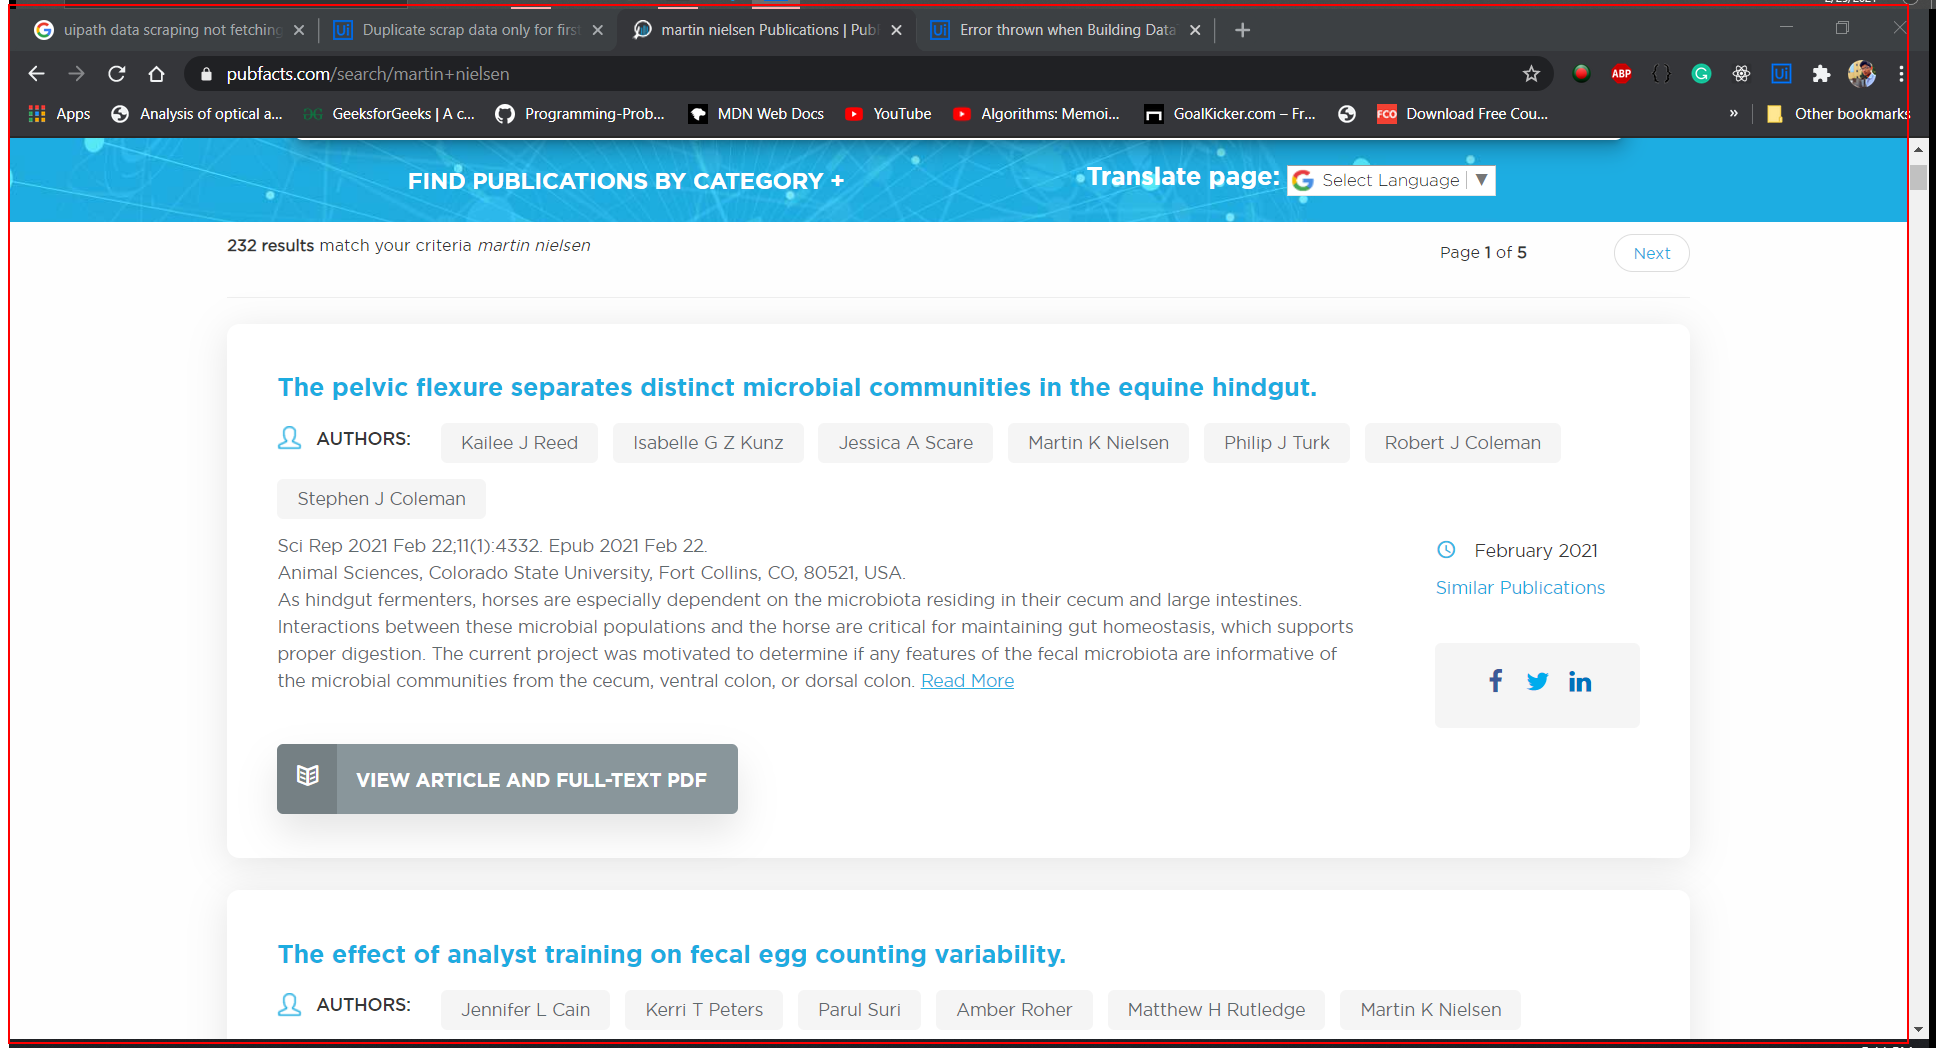 uipath data scraping not fetching
Duplicate scrap data only for first
martin nielsen Publications | Pub
Error thrown when Building Data
pubfacts.com/search/martin+nielsen
ABP
Ui
Apps
Analysis of optical a...
GeeksforGeeks | A c...
Programming-Prob...
MDN Web Docs
YouTube
Algorithms: Memoi...
GoalKicker.com – Fr...
FCO
Download Free Cou...
»
Other bookmarks
FIND PUBLICATIONS BY CATEGORY +
Translate page:
Select Language
232 results match your criteria martin nielsen
Page 1 of 5
Next
The pelvic flexure separates distinct microbial communities in the equine hindgut.
AUTHORS: Kailee J Reed Isabelle G Z Kunz Jessica A Scare Martin K Nielsen Philip J Turk Robert J Coleman
Stephen J Coleman
Sci Rep 2021 Feb 22;11(1):4332. Epub 2021 Feb 22.
Animal Sciences, Colorado State University, Fort Collins, CO, 80521, USA.
As hindgut fermenters, horses are especially dependent on the microbiota residing in their cecum and large intestines.
Interactions between these microbial populations and the horse are critical for maintaining gut homeostasis, which supports
proper digestion. The current project was motivated to determine if any features of the fecal microbiota are informative of
the microbial communities from the cecum, ventral colon, or dorsal colon. Read More
February 2021
Similar Publications
VIEW ARTICLE AND FULL-TEXT PDF
The effect of analyst training on fecal egg counting variability.
AUTHORS: Jennifer L Cain Kerri T Peters Parul Suri Amber Roher Matthew H Rutledge Martin K Nielsen